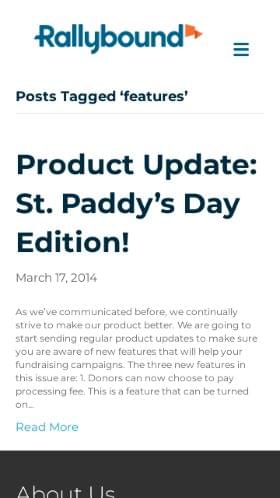 Rallybound
Posts Tagged ‘features’
Product Update:
St. Paddy’s Day
Edition!
March 17, 2014
As we’ve communicated before, we continually
strive to make our product better. We are going to
start sending regular product updates to make sure
you are aware of new features that will help your
fundraising campaigns. The three new features in
this issue are: 1. Donors can now choose to pay
processing fee. This is a feature that can be turned
on...
Read More
About Us